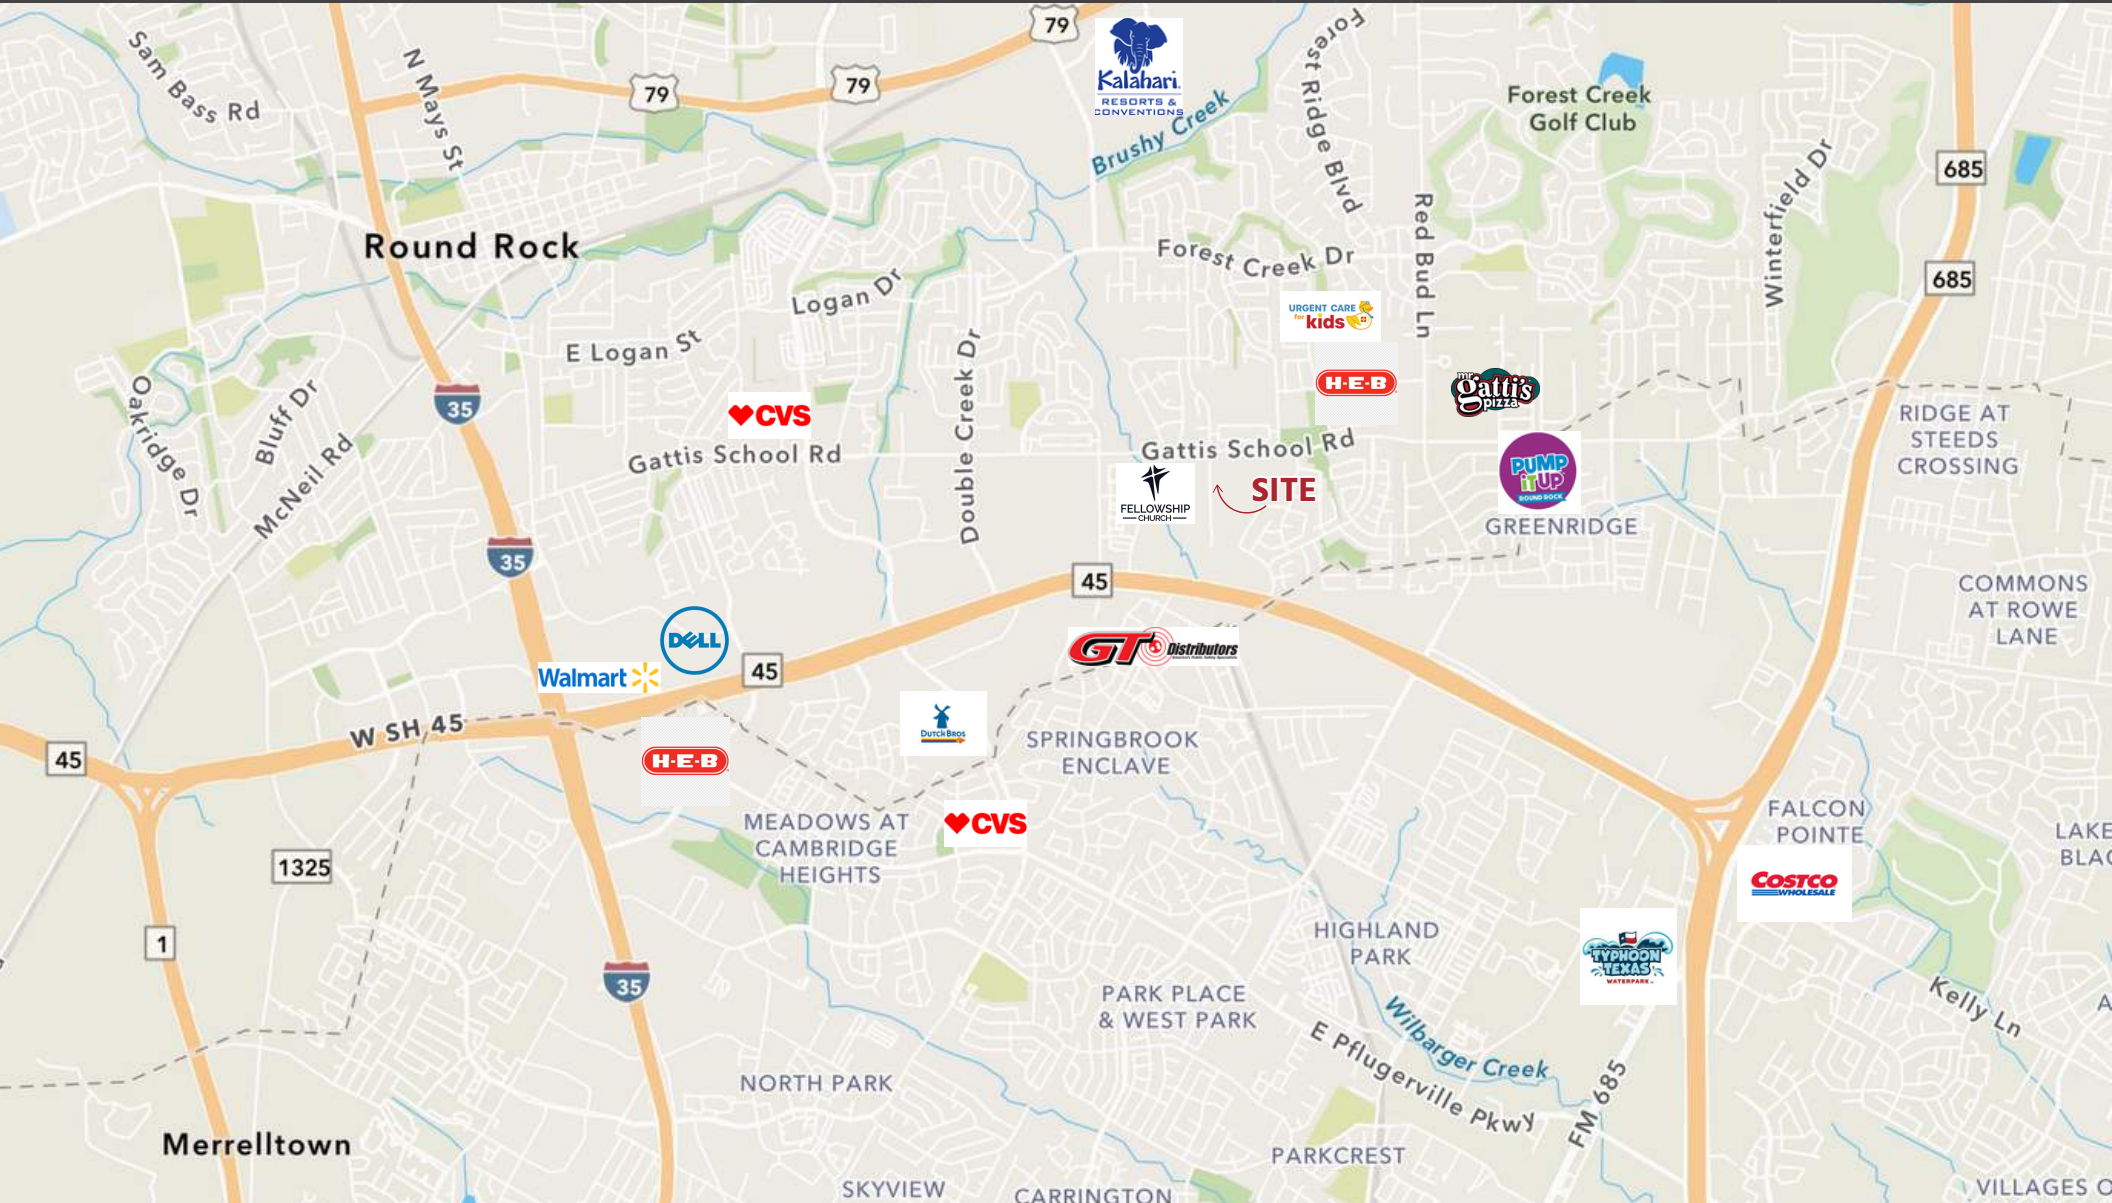 79
Kalahari
RESORTS &
CONVENTIONS
Forest Ridge Blvd
Sam Bass Rd
N Mays St
79
79
Brushy Creek
Forest Creek
Golf Club
Winterfield Dr
685
Round Rock
Red Bud Ln
Forest Creek Dr
685
Logan Dr
E Logan St
URGENT CARE
for kids
H-E-B
mr gatti's
pizza
Oakridge Dr
Bluff Dr
McNeil Rd
35
CVS
Gattis School Rd
Double Creek Dr
Gattis School Rd
RIDGE AT
STEEDS
CROSSING
FELLOWSHIP
CHURCH
SITE
PUMP
iT UP
ROUND ROCK
GREENRIDGE
35
45
COMMONS
AT ROWE
LANE
DELL
Walmart
45
GT Distributors
W SH 45
45
H-E-B
DUTCH BROS
SPRINGBROOK
ENCLAVE
MEADOWS AT
CAMBRIDGE
HEIGHTS
CVS
FALCON
POINTE
LAKE
BLAC
1325
COSTCO
WHOLESALE
1
HIGHLAND
PARK
TYPHOON
TEXAS
WATERPARK
35
PARK PLACE
& WEST PARK
Kelly Ln
A
Wilbarger Creek
E Pflugerville Pkwy
FM 685
NORTH PARK
Merrelltown
PARKCREST
SKYVIEW
CARRINGTON
VILLAGES O